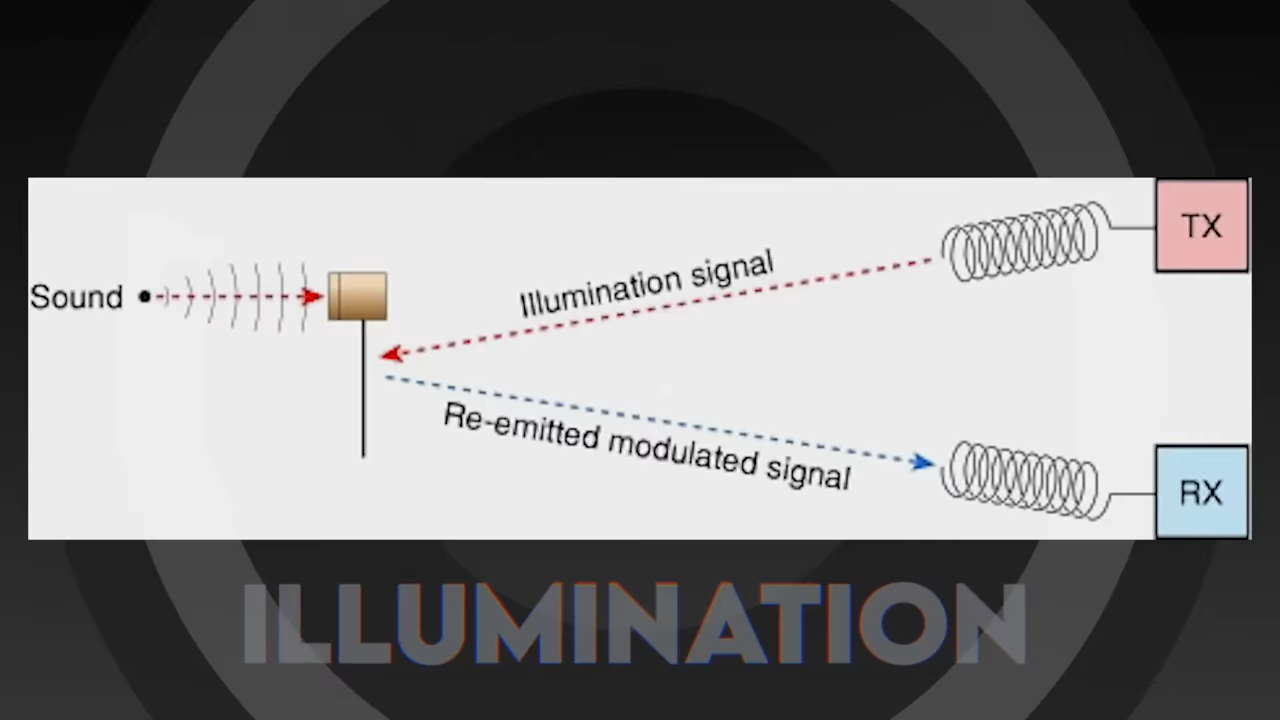 TX
Illumination signal
Sound
Re-emitted modulated signal
RX
ILLUMINATION